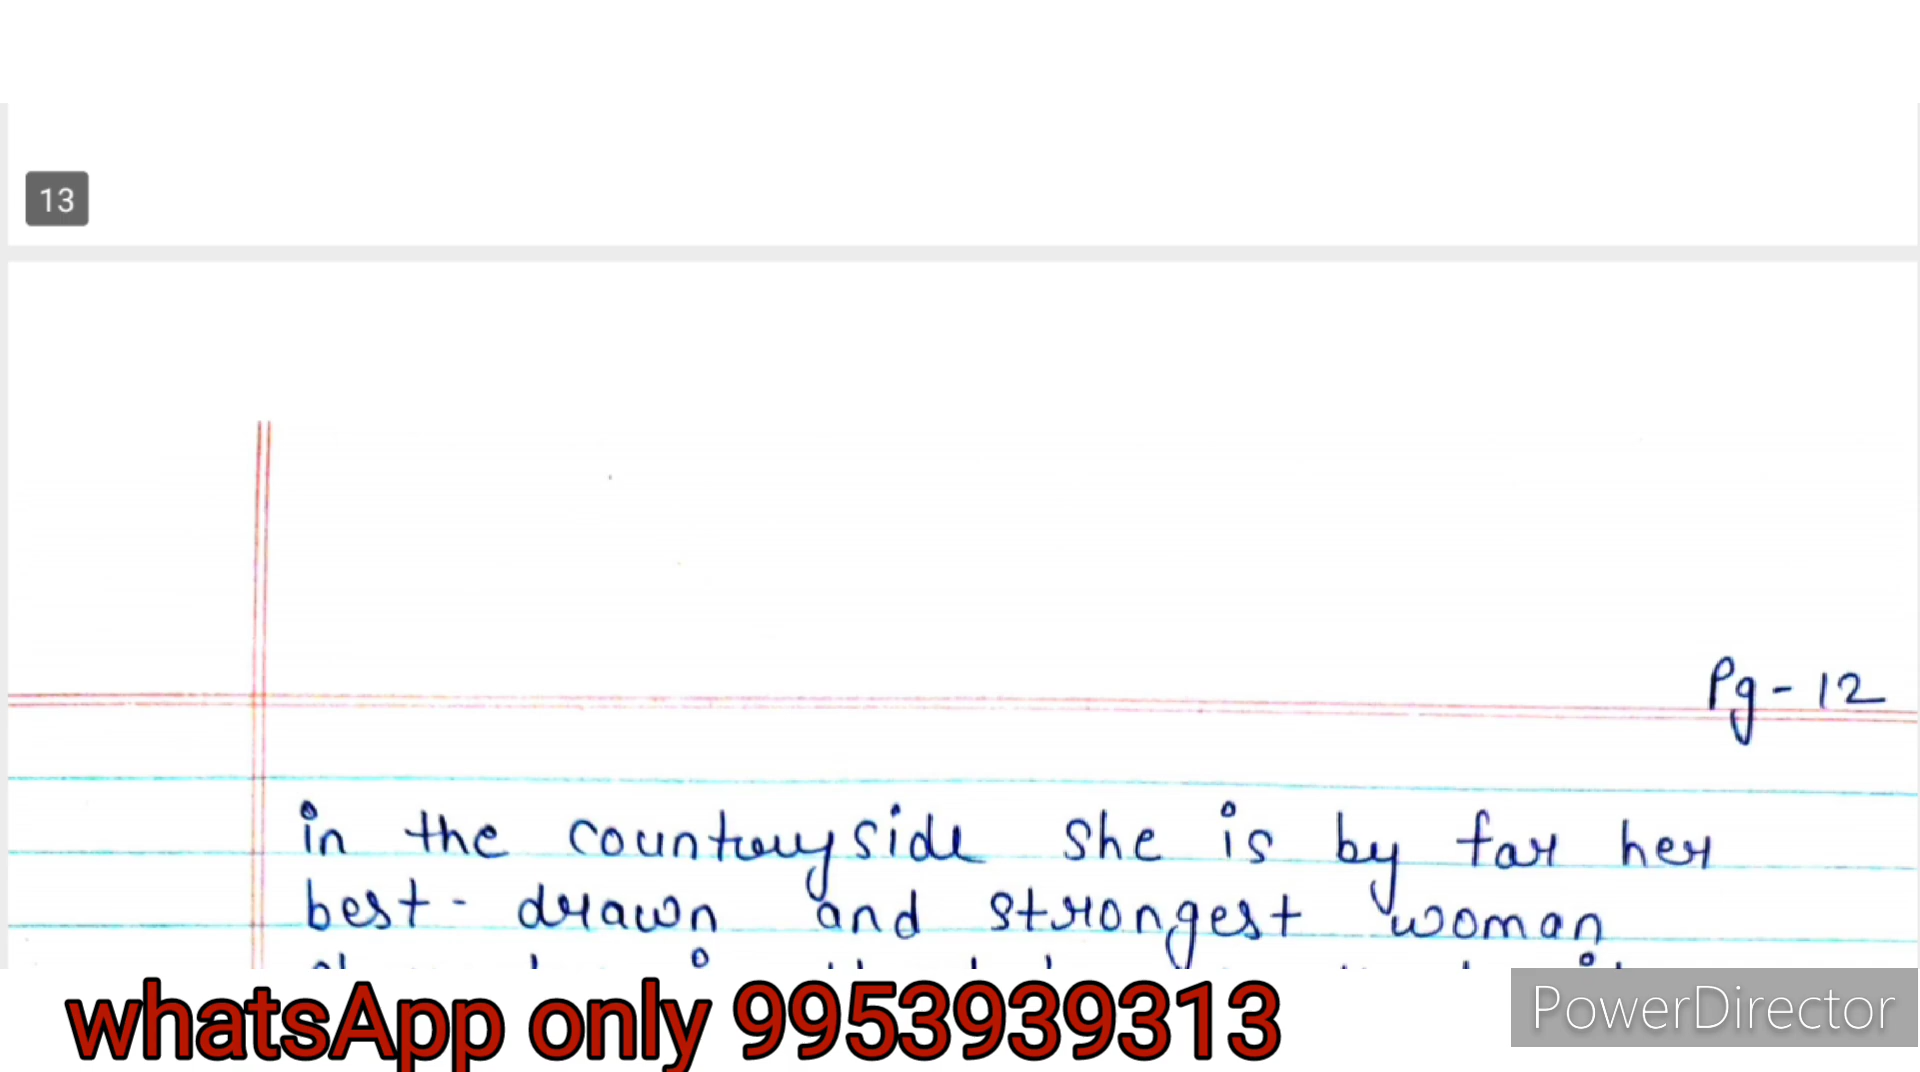 13
Pg-12
in the countryside she is by far her
best- drawn and strongest woman
whatsApp only 9953939313
PowerDirector